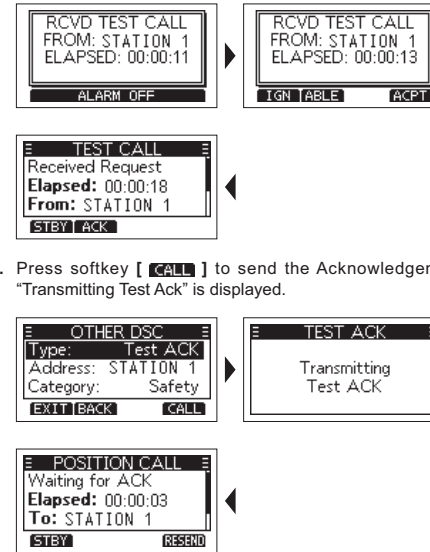 RCVD TEST CALL
FROM: STATION 1
ELAPSED: 00:00:11
ALARM OFF
RCVD TEST CALL
FROM: STATION 1
ELAPSED: 00:00:13
IGN ABLE ACPT
TEST CALL
Received Request
Elapsed: 00:00:18
From: STATION 1
STBY ACK
. Press softkey [ CALL ] to send the Acknowledger
“Transmitting Test Ack” is displayed.
OTHER DSC
Type: Test ACK
Address: STATION 1
Category: Safety
EXIT BACK CALL
TEST ACK
Transmitting
Test ACK
POSITION CALL
Waiting for ACK
Elapsed: 00:00:03
To: STATION 1
STBY RESEND